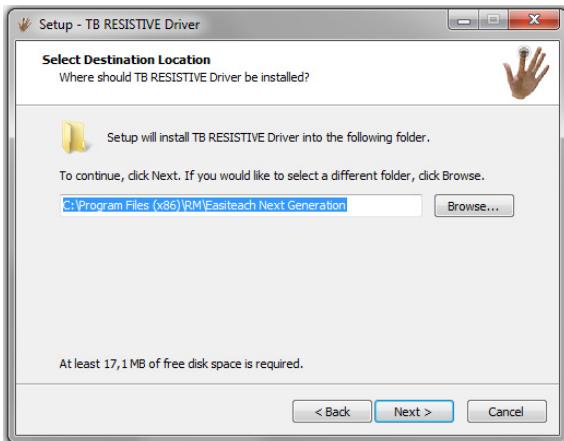 Setup - TB RESISTIVE Driver
Select Destination Location
Where should TB RESISTIVE Driver be installed?
Setup will install TB RESISTIVE Driver into the following folder.
To continue, click Next. If you would like to select a different folder, click Browse.
C:\Program Files (x86)\RM\Easiteach Next Generation
Browse...
At least 17,1 MB of free disk space is required.
< Back
Next >
Cancel